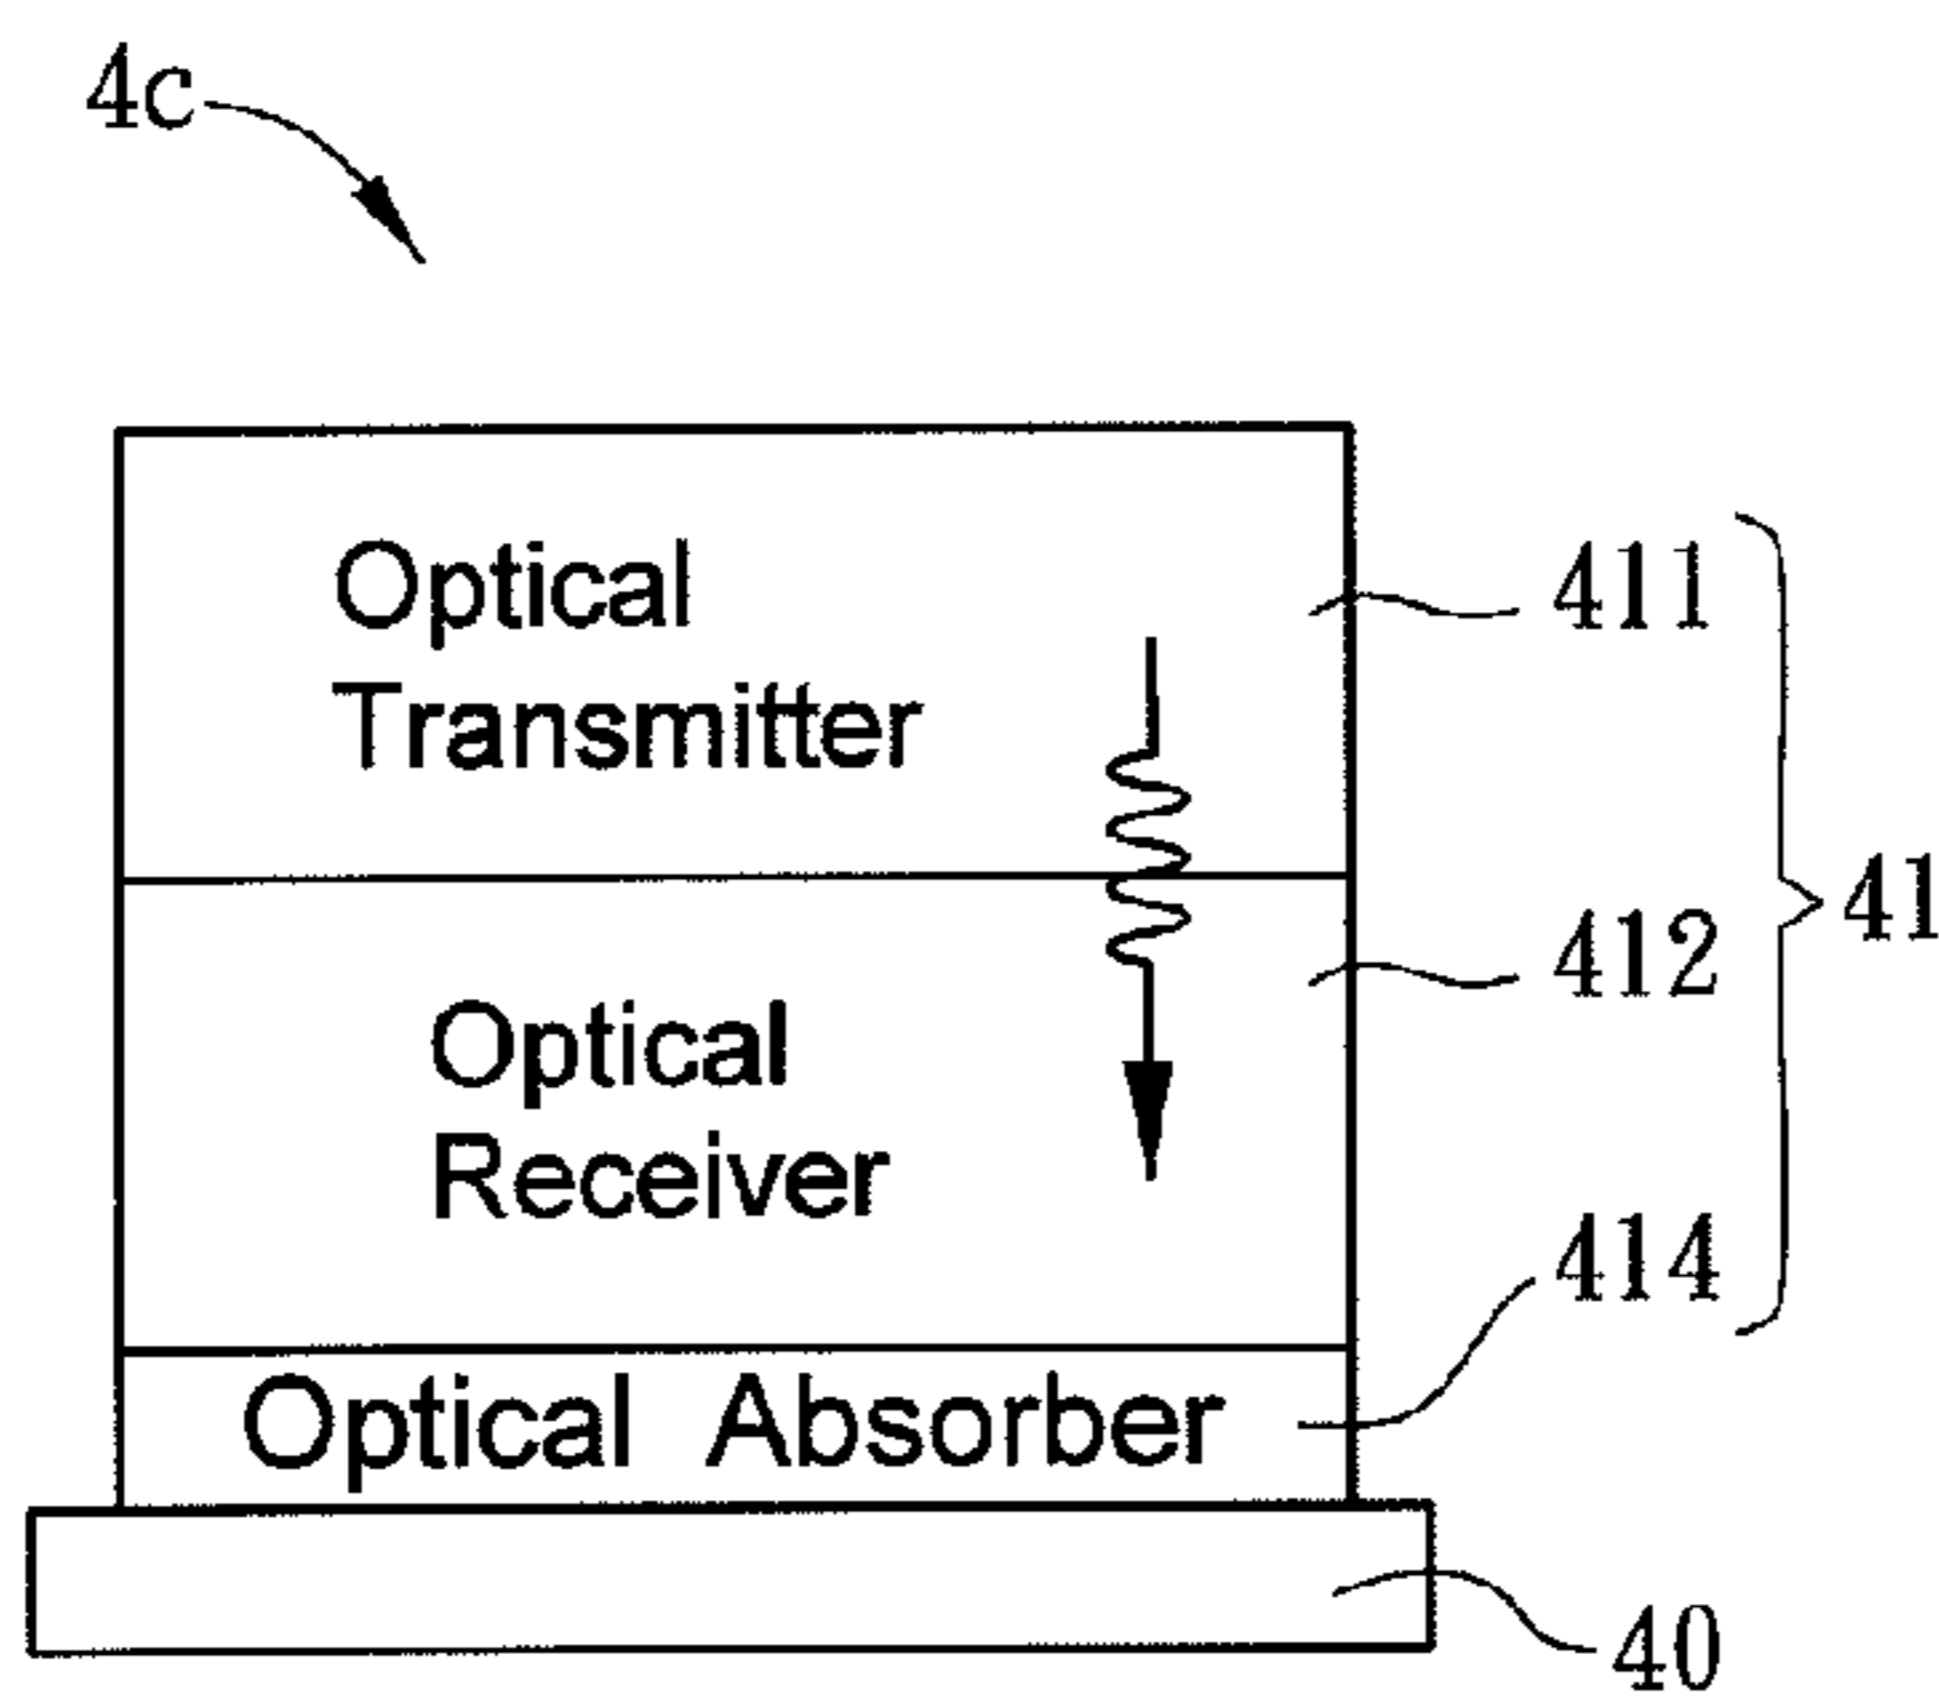 4C
Optical
Transmitter
411
41
412
Optical
Receiver
414
Optical Absorber
40